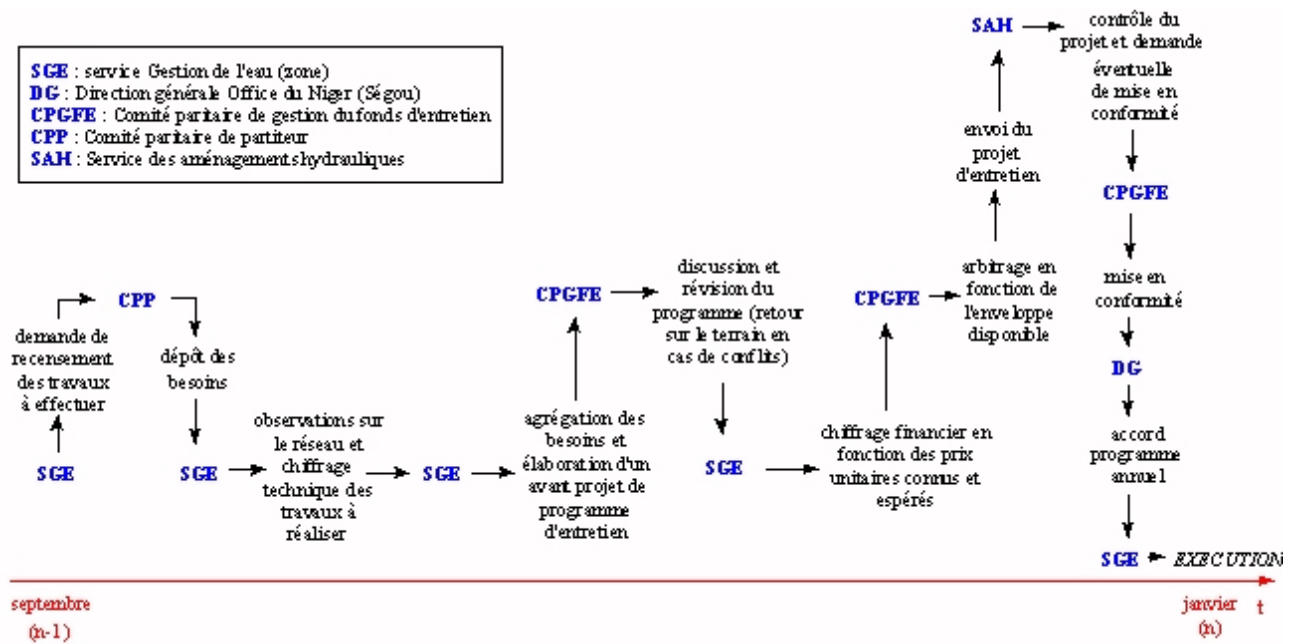 SGE : service Gestion de l'eau (zone)
DG : Direction générale Office du Niger (Ségou)
CPGFE : Comité paritaire de gestion du fonds d'entretien
CPP : Comité paritaire de partiteur
SAH : Service des aménagements hydrauliques
SGE
demande de
recensement
des travaux
à effectuer
CPP
dépôt des
besoins
SGE
observations sur
le réseau et
chiffrage
technique des
travaux à
réaliser
SGE
agrégation des
besoins et
élaboration d'un
avant projet de
programme
d'entretien
CPGFE
discussion et
révision du
programme (retour
sur le terrain en
cas de conflits)
SGE
chiffrage financier en
fonction des prix
unitaires connus et
espérés
CPGFE
arbitrage en
fonction de
l'enveloppe
disponible
envoi du
projet
d'entretien
SAH
contrôle du
projet et demande
éventuelle
de mise en
conformité
CPGFE
mise en
conformité
DG
accord
programme
annuel
SGE
EXECUTION
septembre
(n-1)
janvier
(n)
t